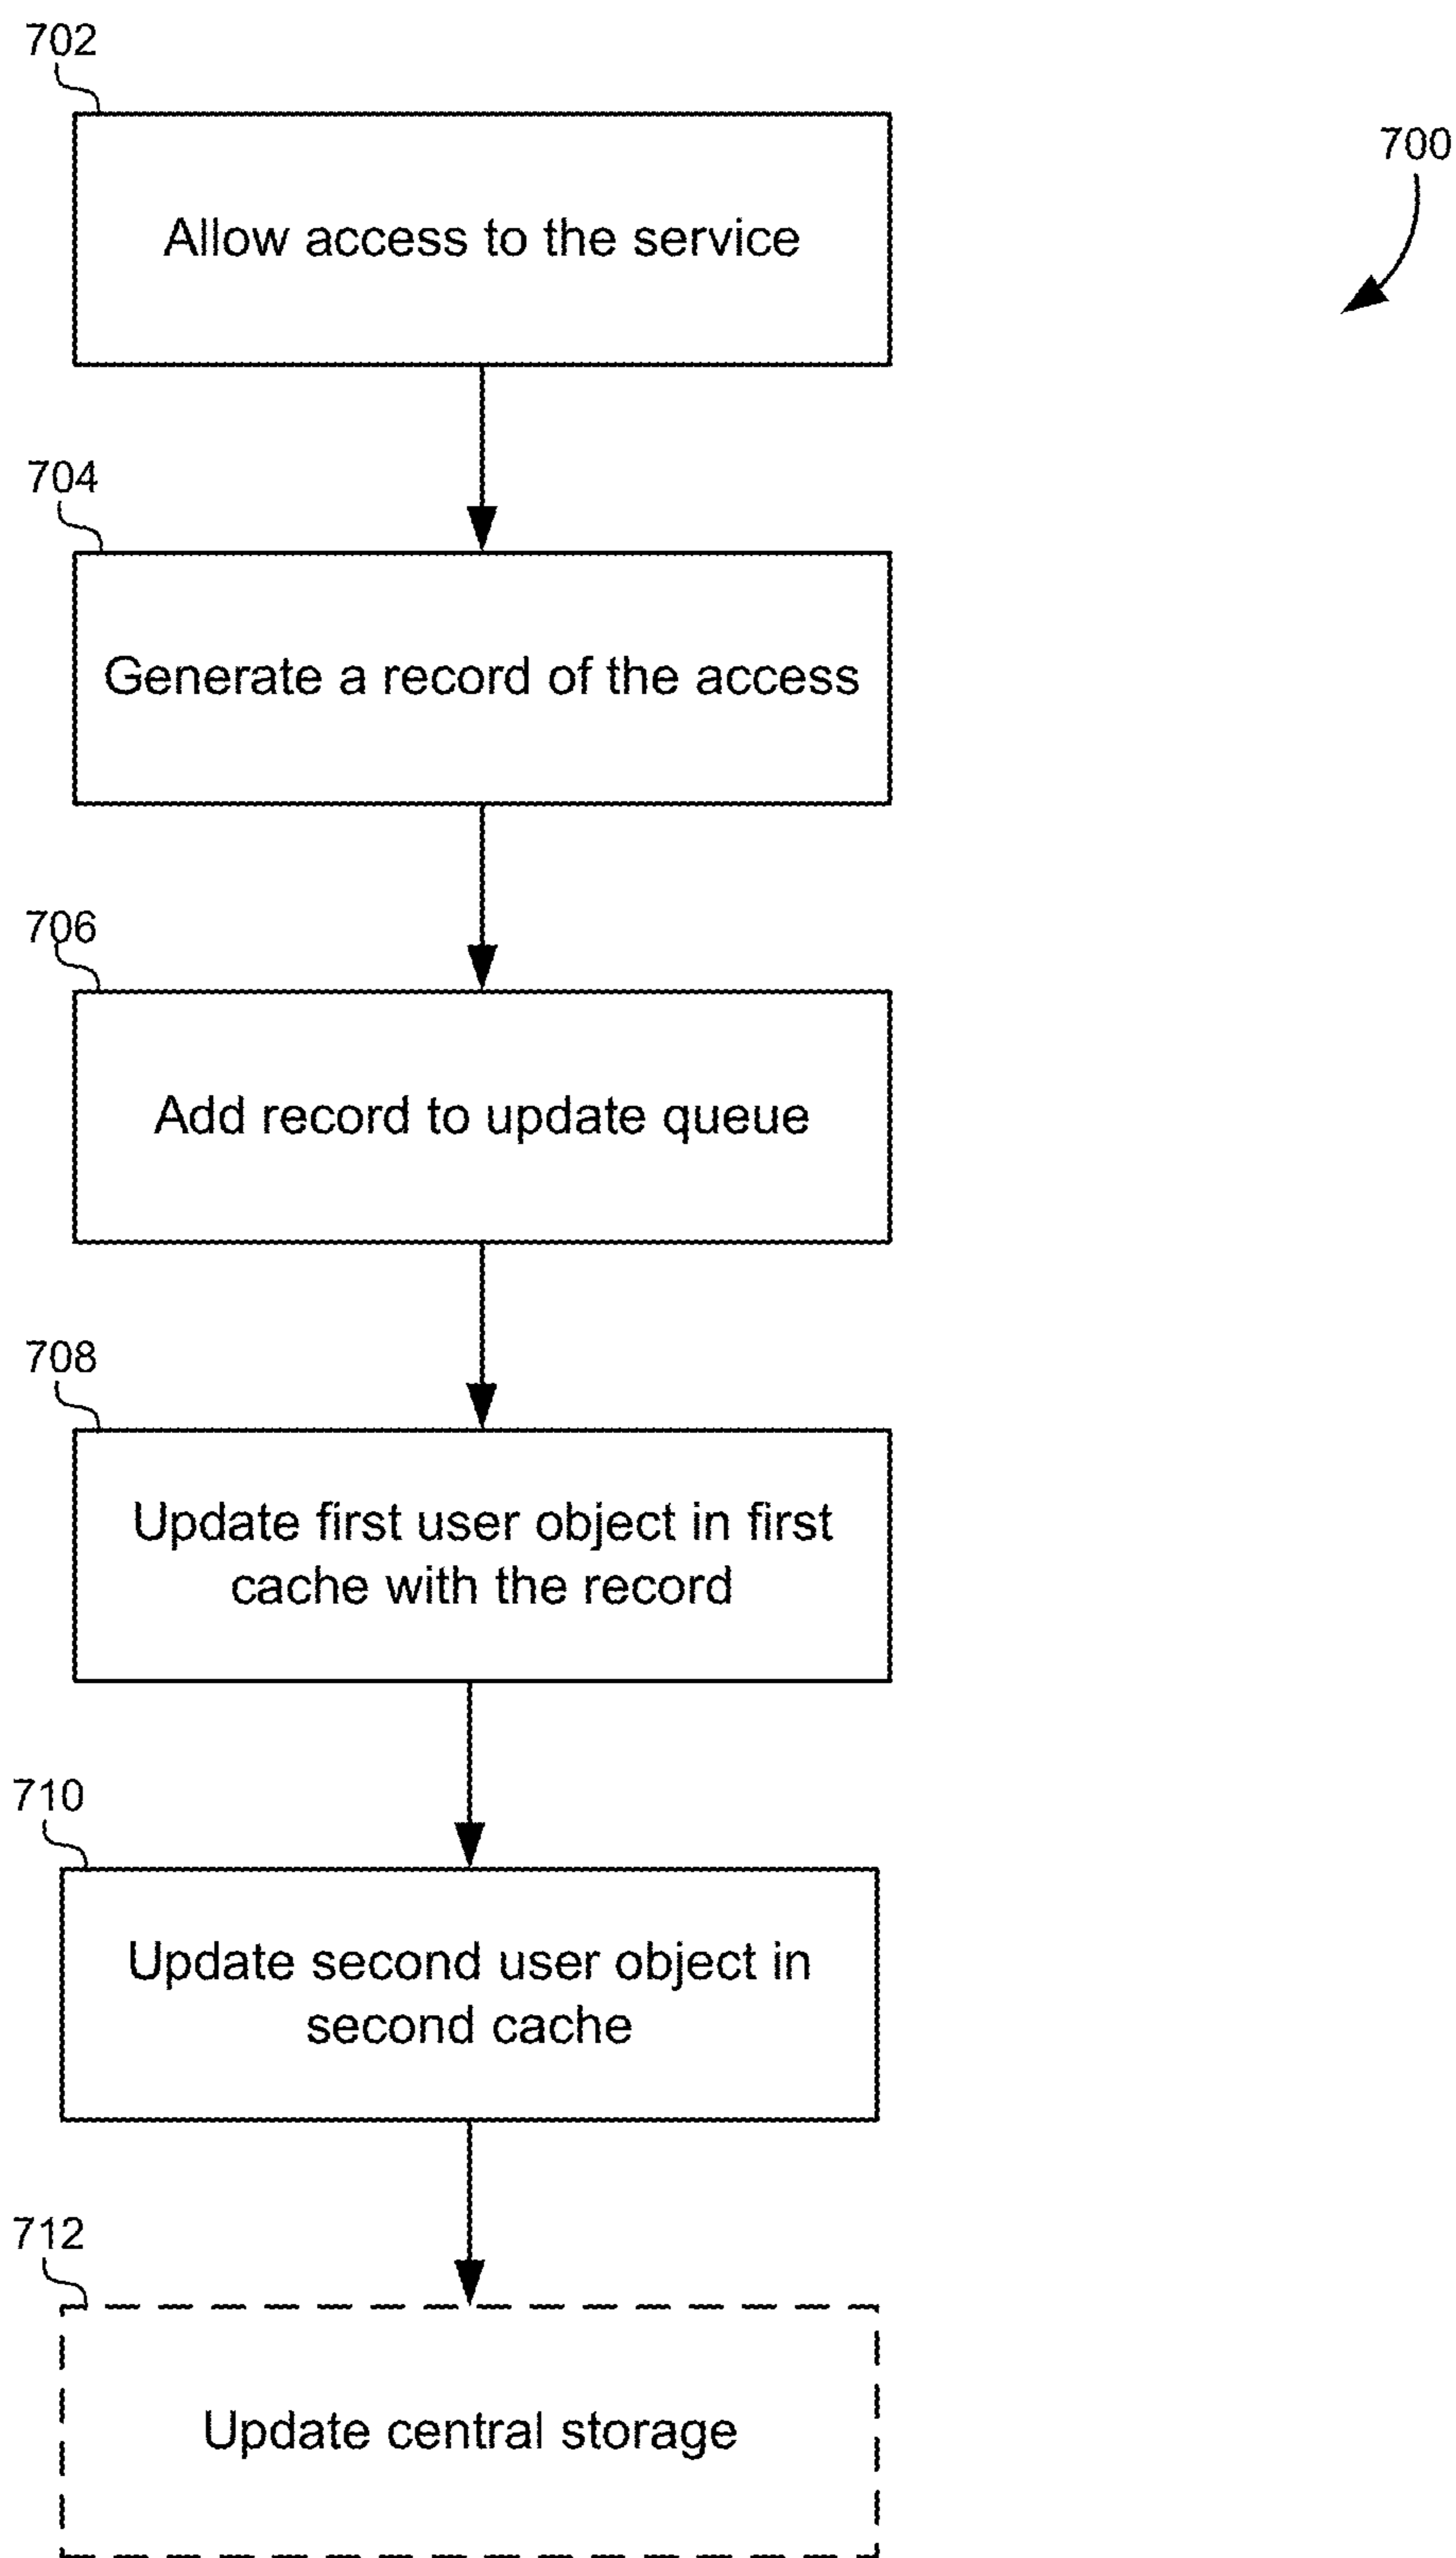 702
700
Allow access to the service
704
Generate a record of the access
706
Add record to update queue
708
Update first user object in first
cache with the record
710
Update second user object in
second cache
712
Update central storage